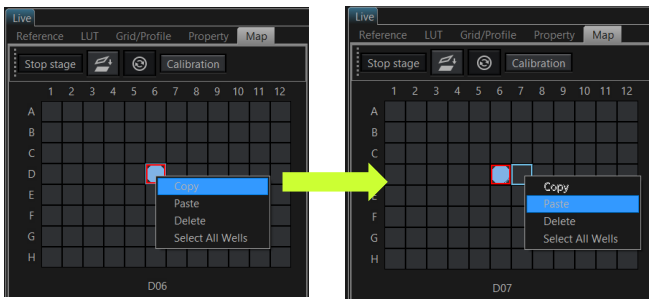 Live
Reference LUT Grid/Profile Property Map
Stop stage Calibration
1 2 3 4 5 6 7 8 9 10 11 12
A
B
C
D
Copy
E
Paste
F
Delete
G
Select All Wells
H
D06
Live
Reference LUT Grid/Profile Property Map
Stop stage Calibration
1 2 3 4 5 6 7 8 9 10 11 12
A
B
C
D
Copy
E
Paste
F
Delete
G
Select All Wells
H
D07